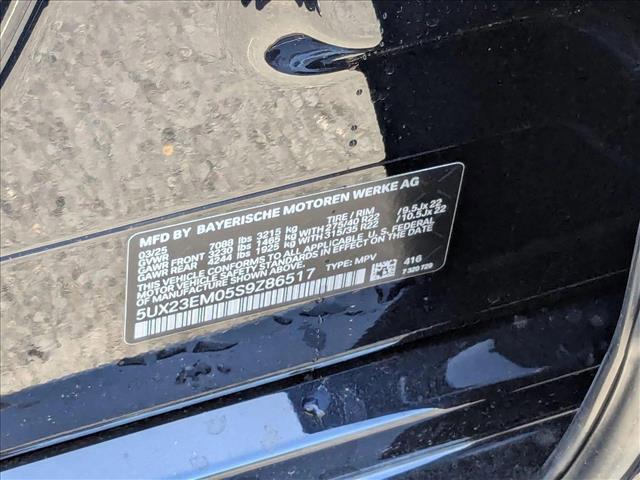 MFD BY BAYERISCHE MOTOREN WERKE AG
03/25 TIRE / RIM
GVWR 7088 lbs 3215 kg
GAWR FRONT 3230 lbs 1465 kg WITH 275/40 R22 /9.5Jx22
GAWR REAR 4244 lbs 1925 kg WITH 315/35 R22 /10.5Jx22
THIS VEHICLE CONFORMS TO ALL APPLICABLE U.S. FEDERAL
MOTOR VEHICLE SAFETY STANDARDS IN EFFECT ON THE DATE OF
MANUFACTURE SHOWN ABOVE.
5UX23EM05S9Z86517 TYPE: MPV
416
7 520 729